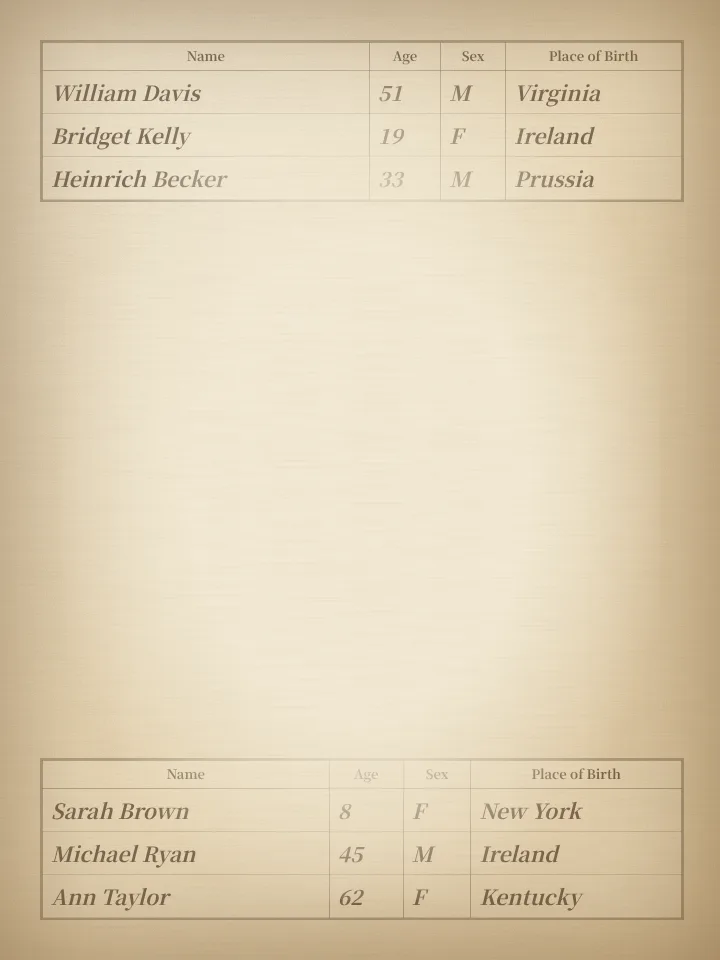 Name Age Sex Place of Birth
William Davis 51 M Virginia
Bridget Kelly 19 F Ireland
Heinrich Becker 33 M Prussia
Name Age Sex Place of Birth
Sarah Brown 8 F New York
Michael Ryan 45 M Ireland
Ann Taylor 62 F Kentucky